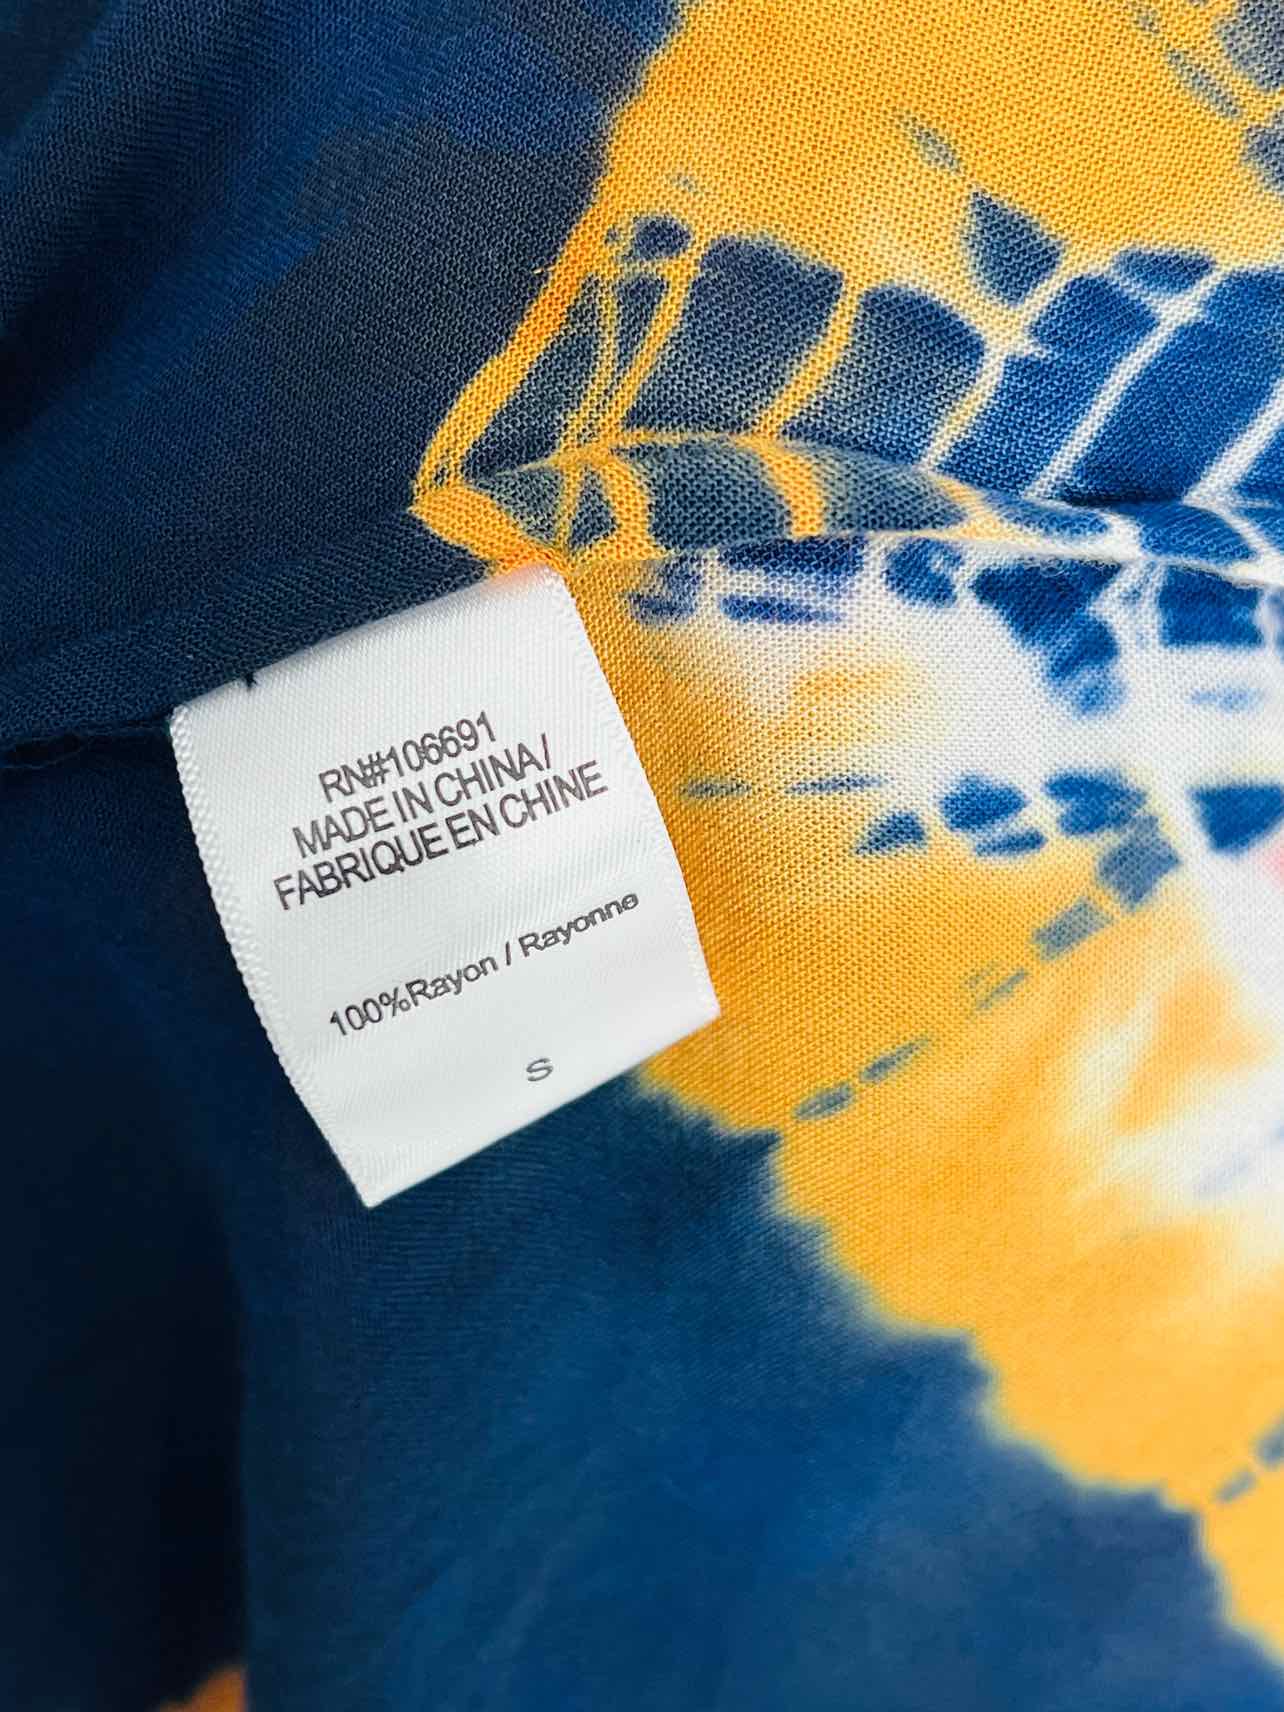 RN#106691
MADE IN CHINA/
FABRIQUE EN CHINE
100%Rayon / Rayonne
S